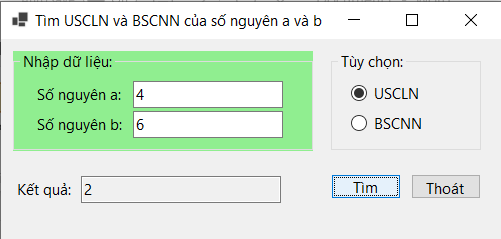 Tìm USCLN và BSCNN của số nguyên a và b
Nhập dữ liệu:
Số nguyên a: 4
Số nguyên b: 6
Tùy chọn:
USCLN
BSCNN
Kết quả: 2
Tìm
Thoát